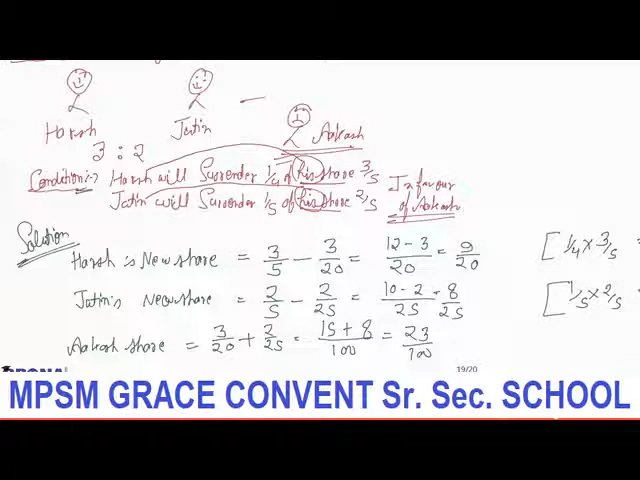 Harsh
Jatin
Aakash
3 : 2
Condition:- Harsh will Surrender 1/4 of his share 3/5
Jatin will Surrender 1/5 of his share 2/5
In favour of Aakash
Solution
Harsh's New share = 3/5 - 3/20 = 12-3/20 = 9/20 [1/4 × 3/5 =
Jatin's New share = 2/5 - 2/25 = 10-2/25 = 8/25 [1/5 × 2/5 =
Aakash share = 3/20 + 2/25 = 15+8/100 = 23/100
19/20
MPSM GRACE CONVENT Sr. Sec. SCHOOL